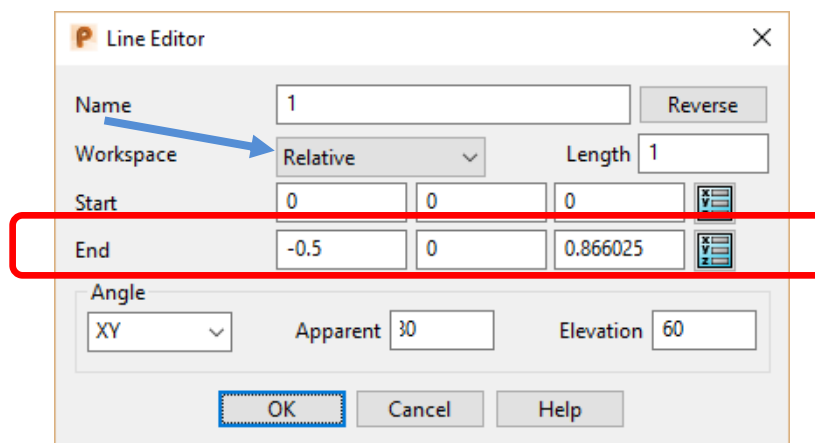 Line Editor
Name 1 Reverse
Workspace Relative Length 1
Start 0 0 0
End -0.5 0 0.866025
Angle
XY Apparent Elevation 60
OK Cancel Help